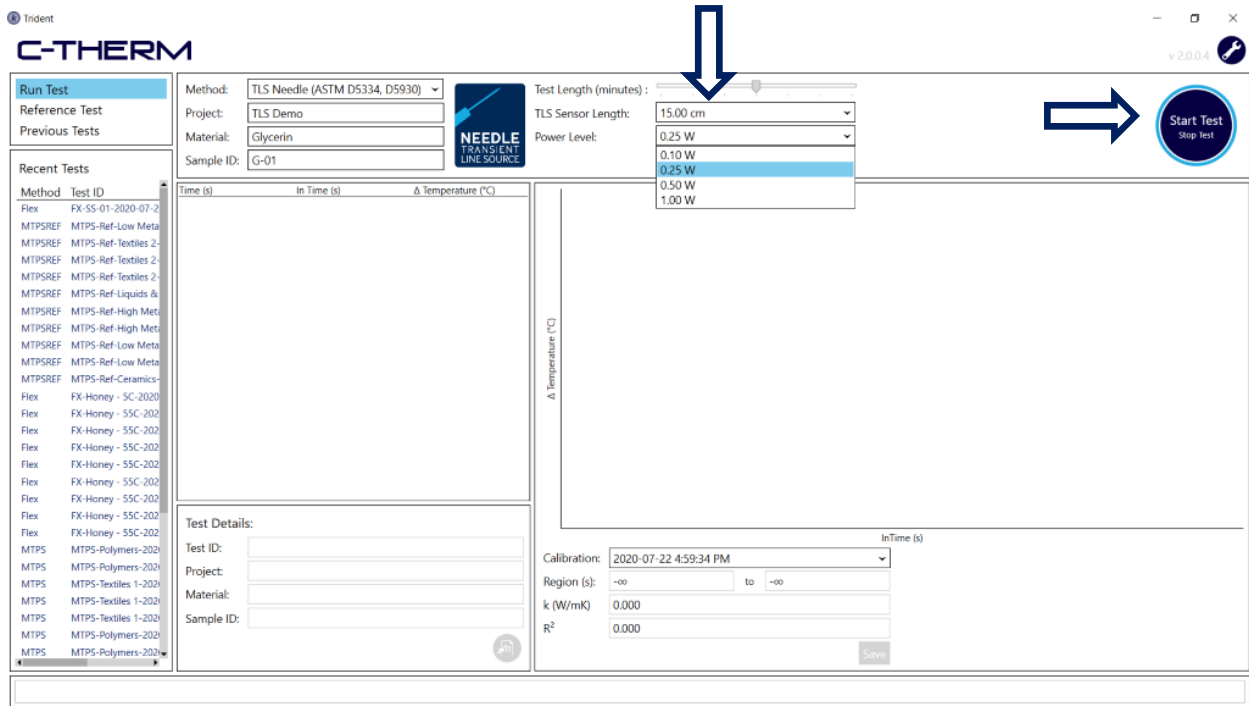 Trident
C-THERM
v 2.0.0.4
Run Test
Reference Test
Previous Tests
Recent Tests
Method Test ID
Flex FX-SS-01-2020-07-2
MTPSREF MTPS-Ref-Low Meta
MTPSREF MTPS-Ref-Textiles 2-
MTPSREF MTPS-Ref-Textiles 2-
MTPSREF MTPS-Ref-Textiles 2-
MTPSREF MTPS-Ref-Liquids &
MTPSREF MTPS-Ref-High Meta
MTPSREF MTPS-Ref-High Meta
MTPSREF MTPS-Ref-Low Meta
MTPSREF MTPS-Ref-Low Meta
MTPSREF MTPS-Ref-Ceramics-
Flex FX-Honey - SC-2020
Flex FX-Honey - 55C-202
Flex FX-Honey - 55C-202
Flex FX-Honey - 55C-202
Flex FX-Honey - 55C-202
Flex FX-Honey - 55C-202
Flex FX-Honey - 55C-202
Flex FX-Honey - 55C-202
Flex FX-Honey - 55C-202
MTPS MTPS-Polymers-202
MTPS MTPS-Polymers-202
MTPS MTPS-Textiles 1-202
MTPS MTPS-Textiles 1-202
MTPS MTPS-Textiles 1-202
MTPS MTPS-Polymers-202
MTPS MTPS-Polymers-202
Method: TLS Needle (ASTM D5334, D5930)
Project: TLS Demo
Material: Glycerin
Sample ID: G-01
NEEDLE
TRANSIENT
LINE SOURCE
Test Length (minutes) :
TLS Sensor Length: 15.00 cm
Power Level: 0.25 W
0.10 W
0.25 W
0.50 W
1.00 W
Start Test
Stop Test
Time (s) ln Time (s) Δ Temperature (°C)
Δ Temperature (°C)
lnTime (s)
Test Details:
Test ID:
Project:
Material:
Sample ID:
Calibration: 2020-07-22 4:59:34 PM
Region (s): -∞ to -∞
k (W/mK) 0.000
R² 0.000
Save